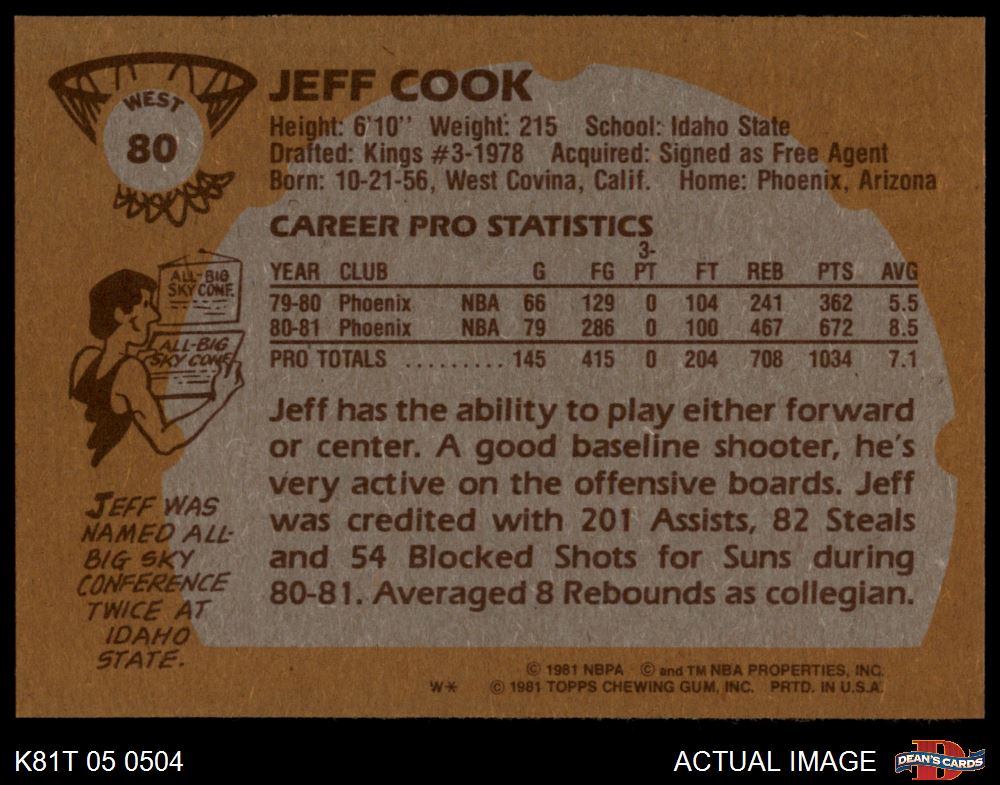 WEST
80
JEFF COOK
Height: 6'10'' Weight: 215 School: Idaho State
Drafted: Kings #3-1978 Acquired: Signed as Free Agent
Born: 10-21-56, West Covina, Calif. Home: Phoenix, Arizona
CAREER PRO STATISTICS
YEAR CLUB G FG 3-PT FT REB PTS AVG
79-80 Phoenix NBA 66 129 0 104 241 362 5.5
80-81 Phoenix NBA 79 286 0 100 467 672 8.5
PRO TOTALS .......... 145 415 0 204 708 1034 7.1
ALL-BIG
SKY CONF.
ALL-BIG
SKY CONF.
JEFF WAS
NAMED ALL-
BIG SKY
CONFERENCE
TWICE AT
IDAHO
STATE.
Jeff has the ability to play either forward
or center. A good baseline shooter, he's
very active on the offensive boards. Jeff
was credited with 201 Assists, 82 Steals
and 54 Blocked Shots for Suns during
80-81. Averaged 8 Rebounds as collegian.
© 1981 NBPA © and TM NBA PROPERTIES, INC.
W* © 1981 TOPPS CHEWING GUM, INC. PRTD. IN U.S.A.
K81T 05 0504
ACTUAL IMAGE
DEAN'S CARDS